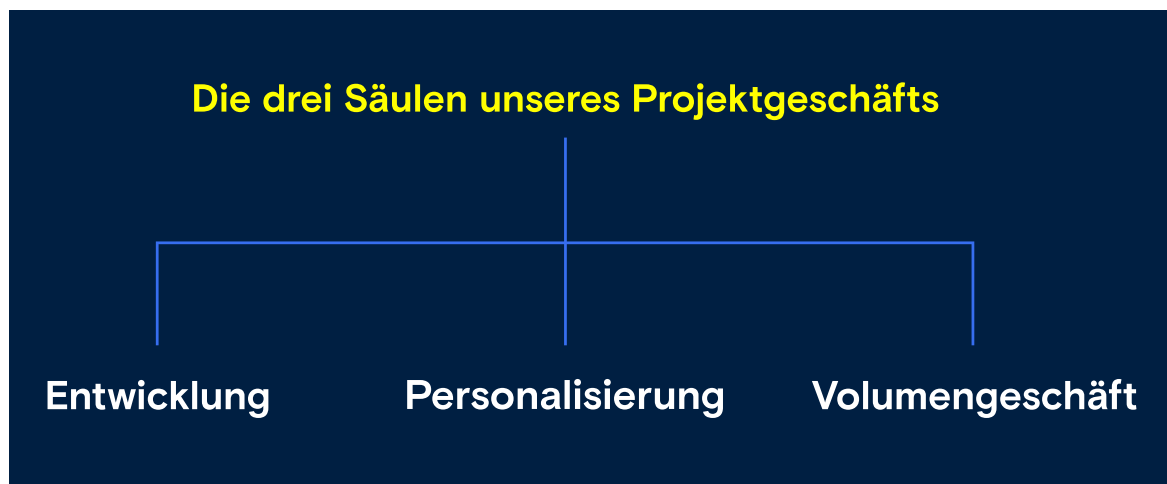 Die drei Säulen unseres Projektgeschäfts
Entwicklung
Personalisierung
Volumengeschäft